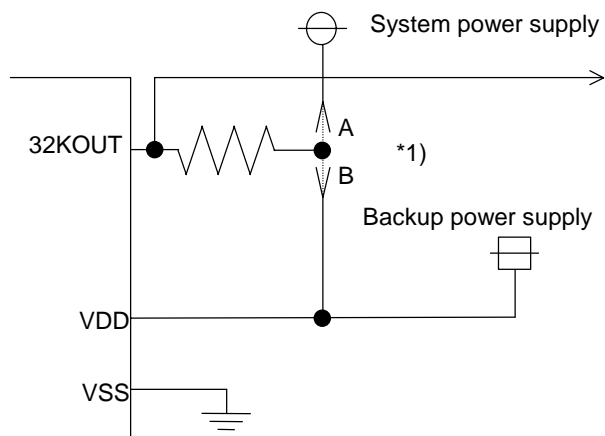 System power supply
A
32KOUT
*1)
B
Backup power supply
VDD
VSS